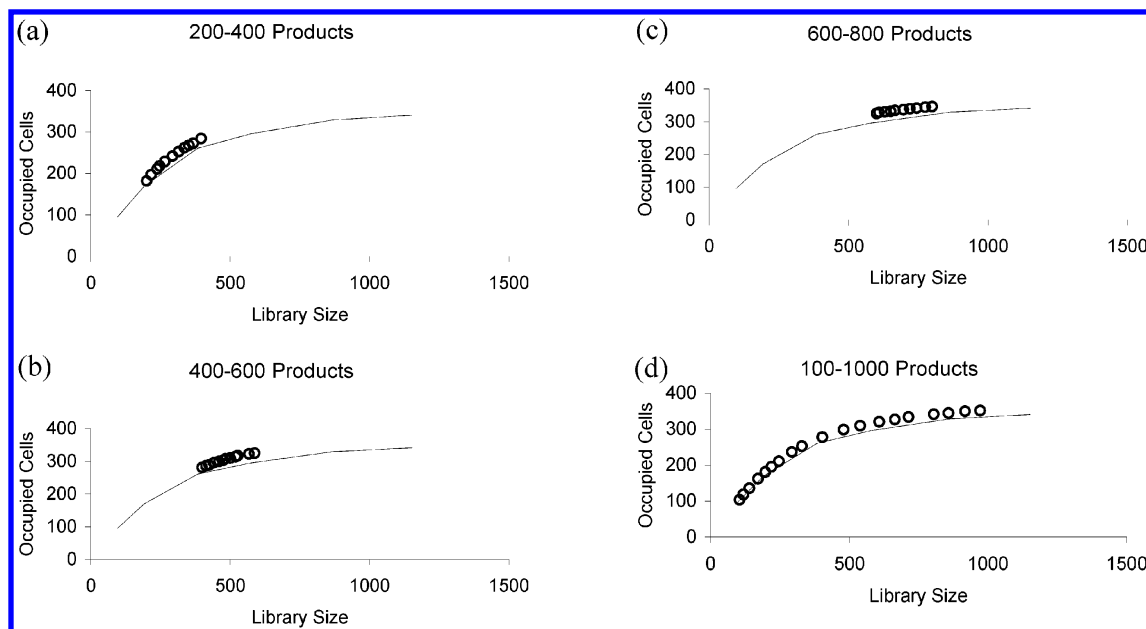 (a)
200-400 Products
400
300
200
100
0
Occupied Cells
0 500 1000 1500
Library Size
(c)
600-800 Products
400
300
200
100
0
Occupied Cells
0 500 1000 1500
Library Size
(b)
400-600 Products
400
300
200
100
0
Occupied Cells
0 500 1000 1500
Library Size
(d)
100-1000 Products
400
300
200
100
0
Occupied Cells
0 500 1000 1500
Library Size